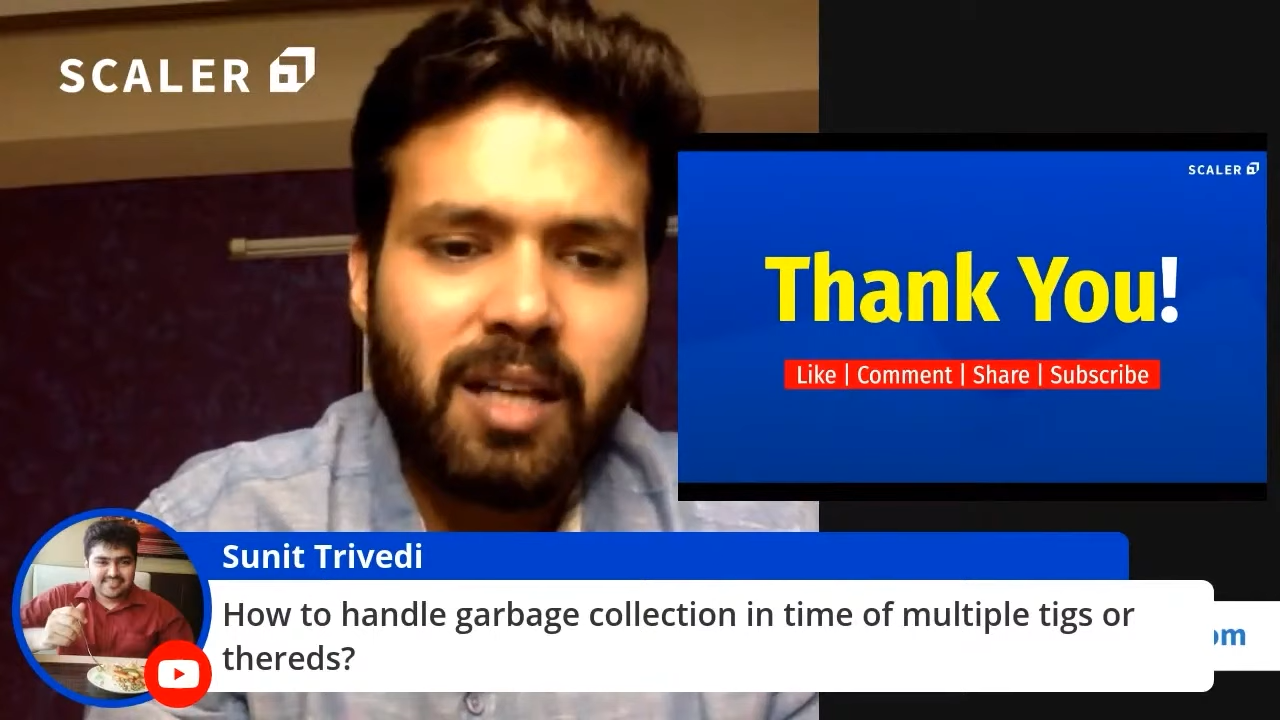 SCALER
SCALER
Thank You!
Like | Comment | Share | Subscribe
Sunit Trivedi
How to handle garbage collection in time of multiple tigs or
thereds?